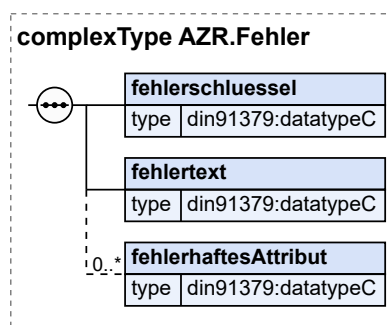 complexType AZR.Fehler
fehlerschluessel
type din91379:datatypeC
fehlertext
type din91379:datatypeC
0..* fehlerhaftesAttribut
type din91379:datatypeC